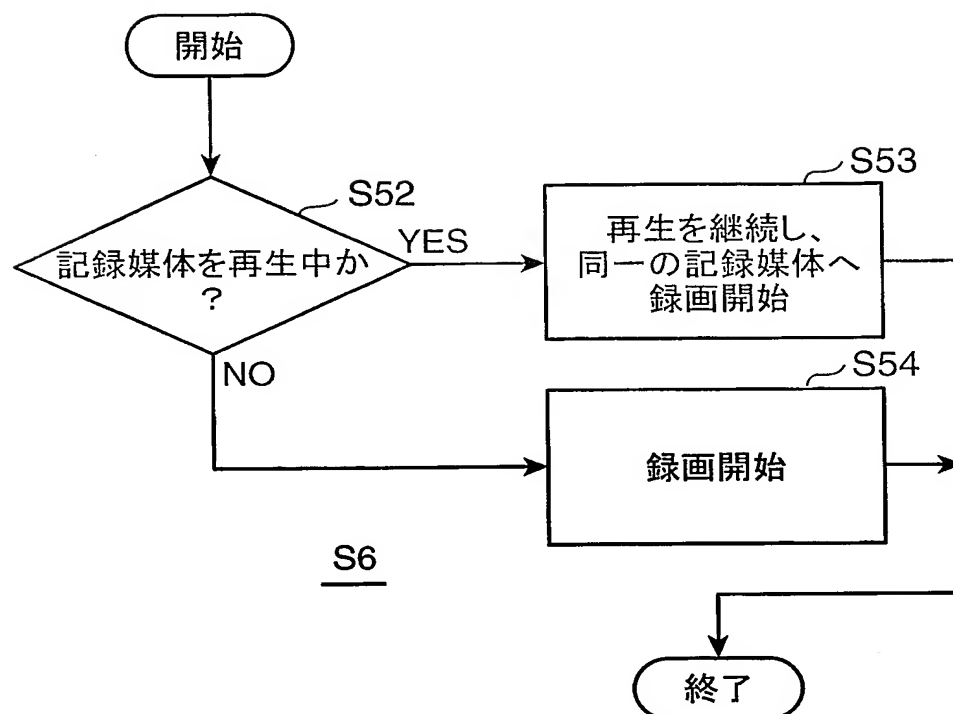 開始
S52
記録媒体を再生中か
?
YES
NO
S53
再生を継続し、
同一の記録媒体へ
録画開始
S54
録画開始
S6
終了